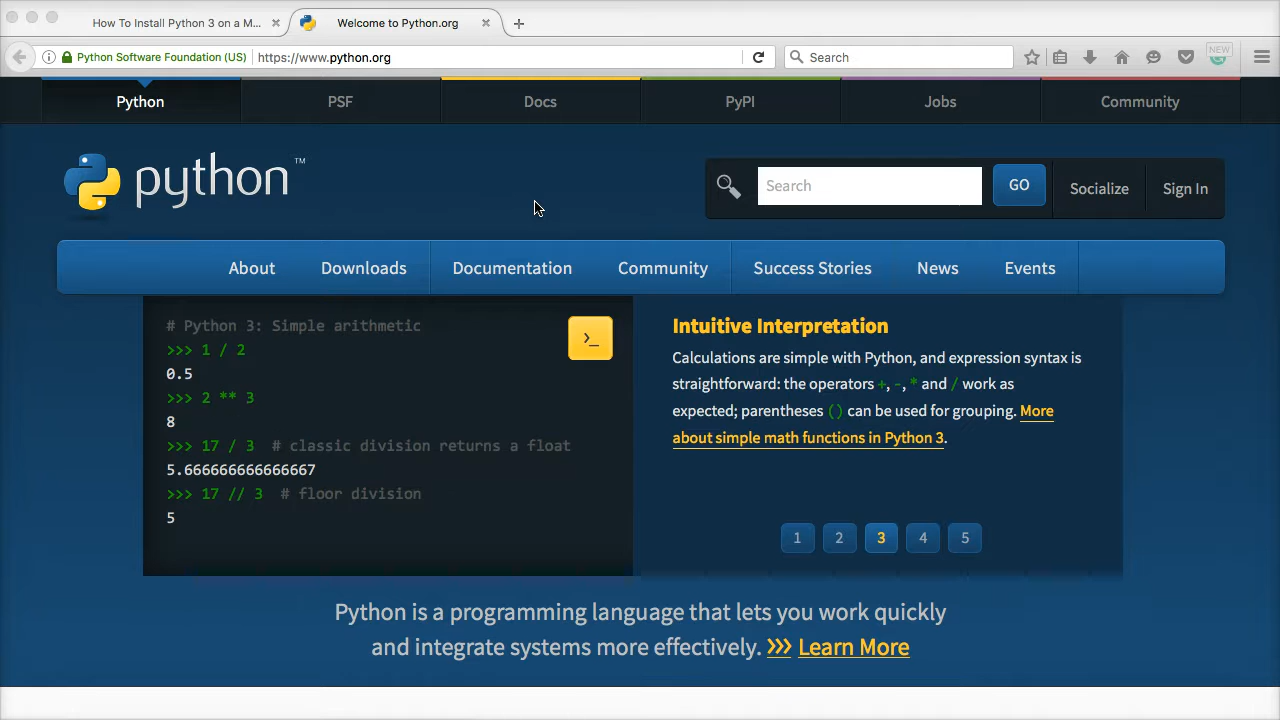 How To Install Python 3 on a M...
Welcome to Python.org
Python Software Foundation (US)
https://www.python.org
Search
NEW
Python
PSF
Docs
PyPI
Jobs
Community
python™
Search
GO
Socialize
Sign In
About
Downloads
Documentation
Community
Success Stories
News
Events
# Python 3: Simple arithmetic
>>> 1 / 2
0.5
>>> 2 ** 3
8
>>> 17 / 3  # classic division returns a float
5.666666666666667
>>> 17 // 3  # floor division
5
>_
Intuitive Interpretation
Calculations are simple with Python, and expression syntax is
straightforward: the operators +, -, * and / work as
expected; parentheses () can be used for grouping. More
about simple math functions in Python 3.
1 2 3 4 5
Python is a programming language that lets you work quickly
and integrate systems more effectively. >>> Learn More